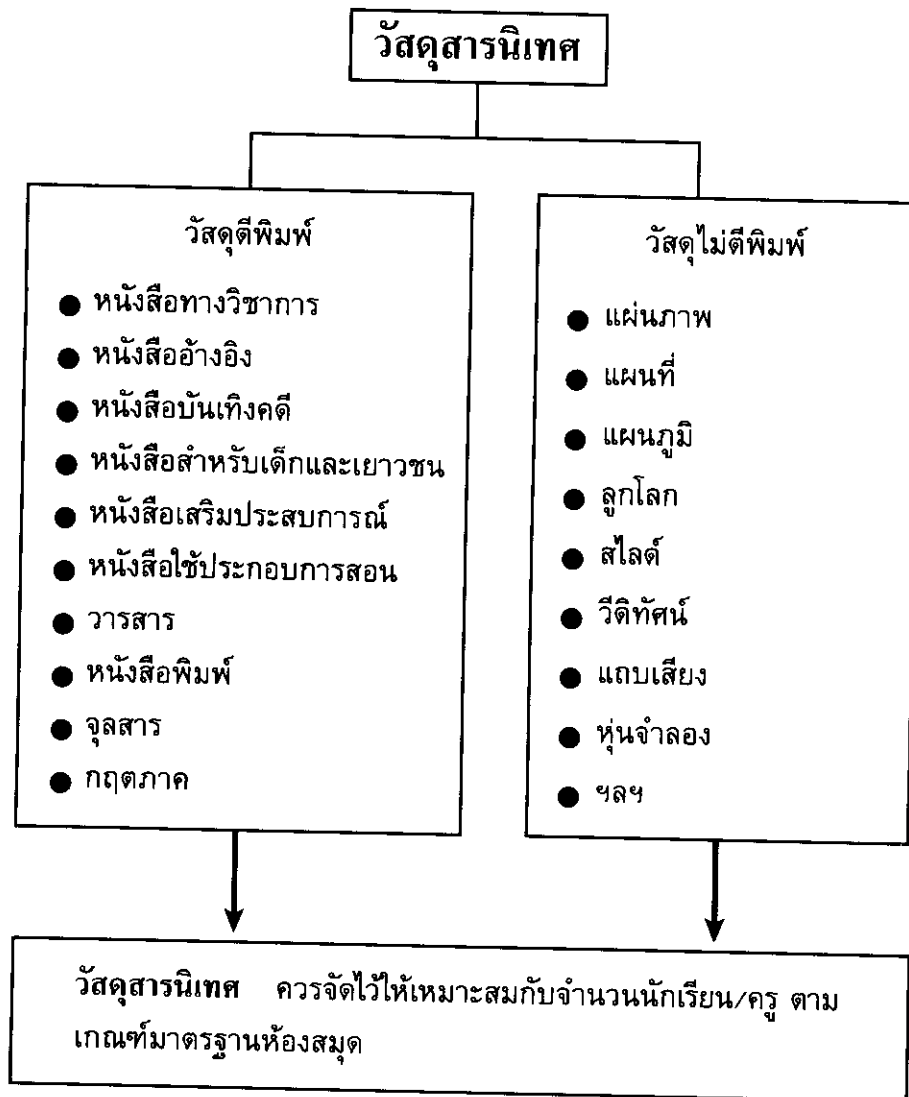 วัสดุสารนิเทศ
วัสดุตีพิมพ์
● หนังสือทางวิชาการ
● หนังสืออ้างอิง
● หนังสือบันเทิงคดี
● หนังสือสำหรับเด็กและเยาวชน
● หนังสือเสริมประสบการณ์
● หนังสือใช้ประกอบการสอน
● วารสาร
● หนังสือพิมพ์
● จุลสาร
● กฤตภาค
วัสดุไม่ตีพิมพ์
● แผ่นภาพ
● แผนที่
● แผนภูมิ
● ลูกโลก
● สไลด์
● วีดิทัศน์
● แถบเสียง
● หุ่นจำลอง
● ฯลฯ
วัสดุสารนิเทศ ควรจัดไว้ให้เหมาะสมกับจำนวนนักเรียน/ครู ตาม
เกณฑ์มาตรฐานห้องสมุด